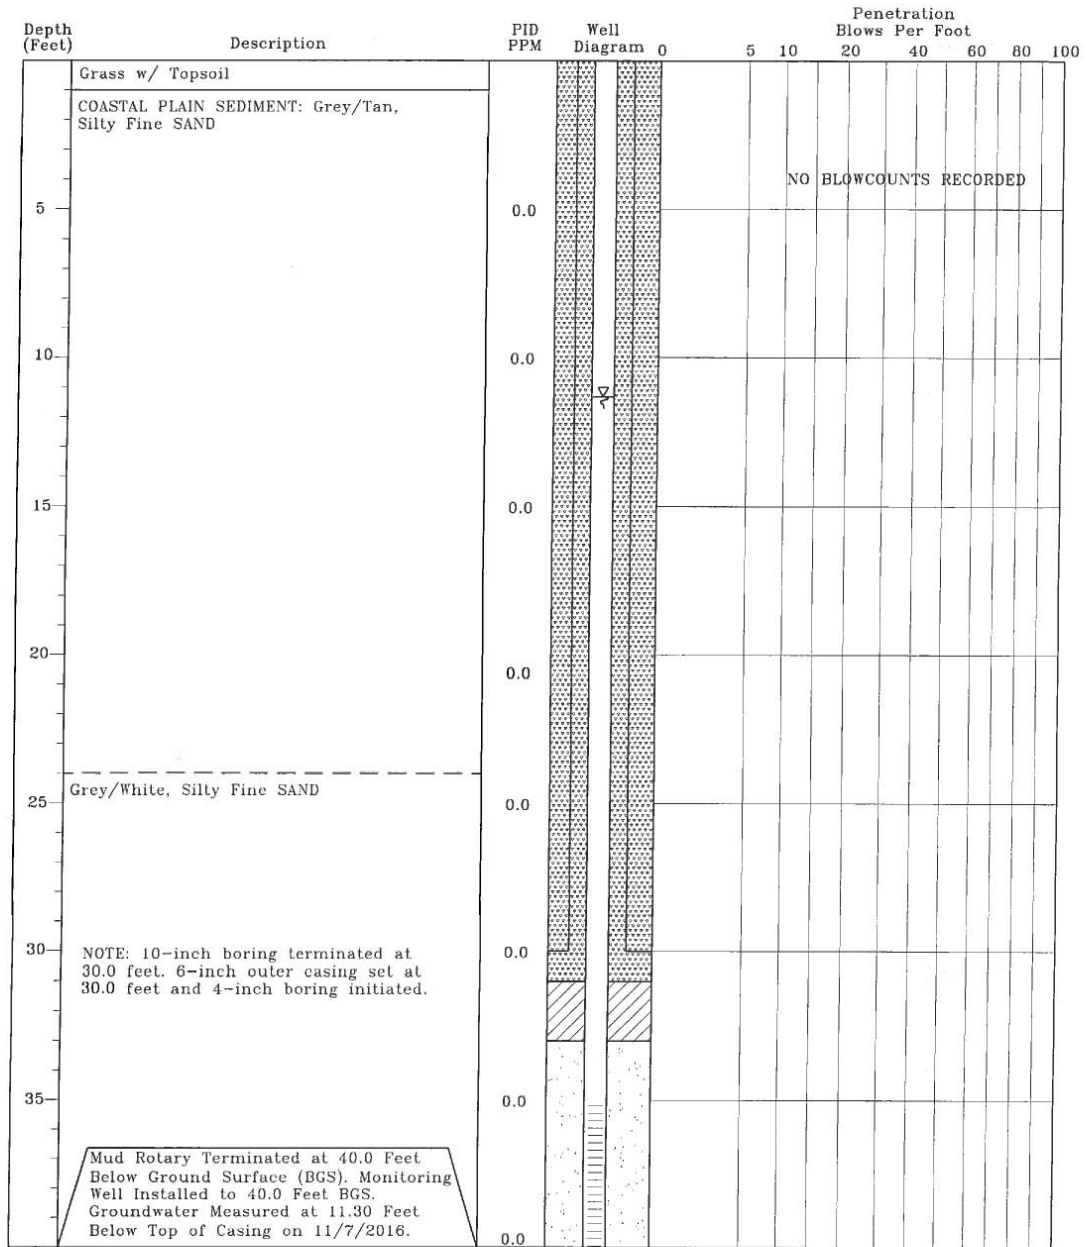 Depth
(Feet)
Description
PID
PPM
Well
Diagram
Penetration
Blows Per Foot
0 5 10 20 40 60 80 100
Grass w/ Topsoil
COASTAL PLAIN SEDIMENT: Grey/Tan,
Silty Fine SAND
NO BLOWCOUNTS RECORDED
5 0.0
10 0.0
15 0.0
20 0.0
Grey/White, Silty Fine SAND
25 0.0
30 0.0
NOTE: 10-inch boring terminated at
30.0 feet. 6-inch outer casing set at
30.0 feet and 4-inch boring initiated.
35 0.0
Mud Rotary Terminated at 40.0 Feet
Below Ground Surface (BGS). Monitoring
Well Installed to 40.0 Feet BGS.
Groundwater Measured at 11.30 Feet
Below Top of Casing on 11/7/2016.
0.0